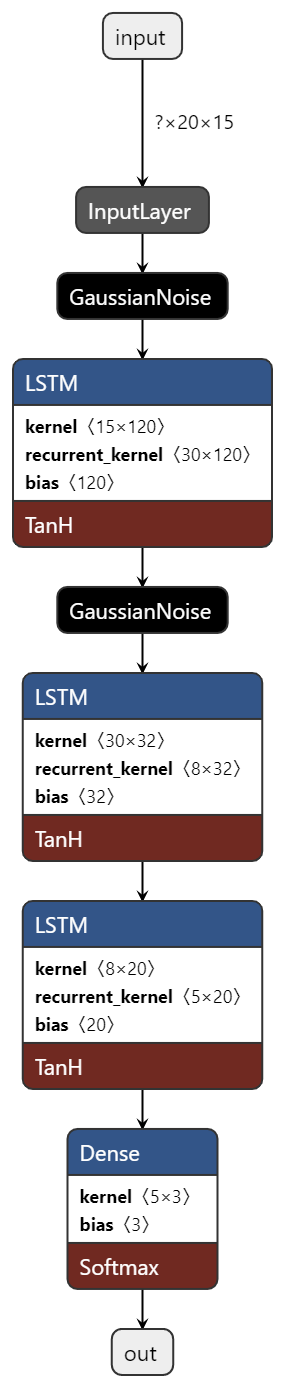 input
?×20×15
InputLayer
GaussianNoise
LSTM
kernel 〈15×120〉
recurrent_kernel 〈30×120〉
bias 〈120〉
TanH
GaussianNoise
LSTM
kernel 〈30×32〉
recurrent_kernel 〈8×32〉
bias 〈32〉
TanH
LSTM
kernel 〈8×20〉
recurrent_kernel 〈5×20〉
bias 〈20〉
TanH
Dense
kernel 〈5×3〉
bias 〈3〉
Softmax
out